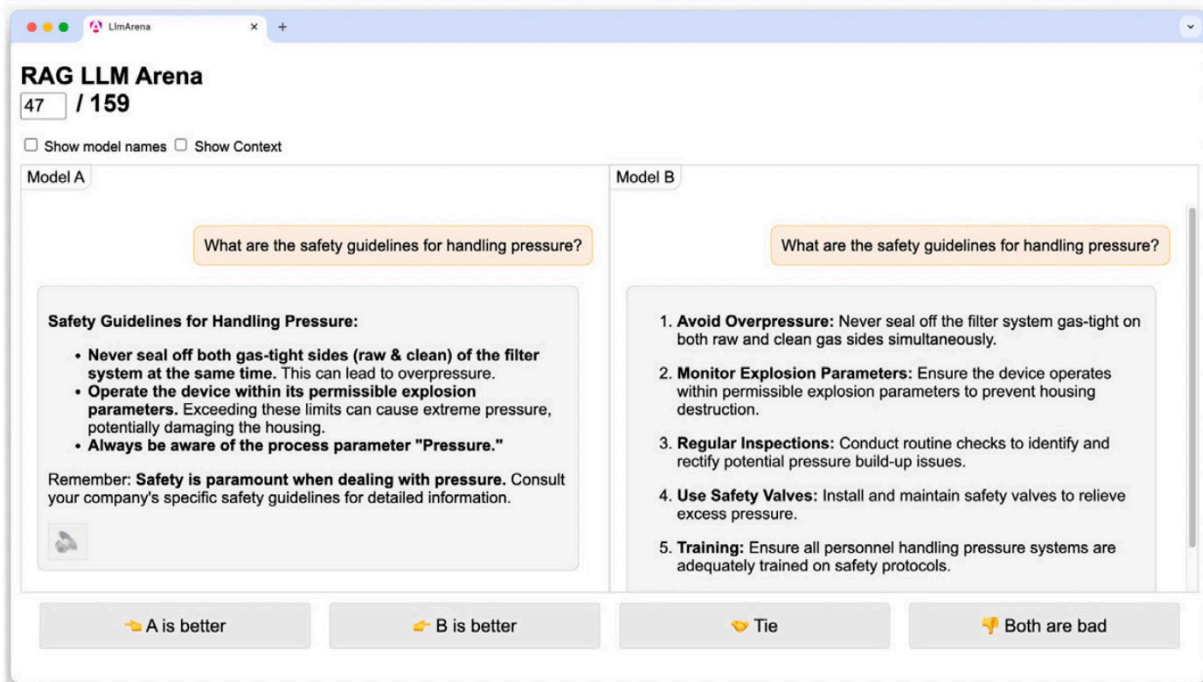 LlmArena
RAG LLM Arena
47 / 159
Show model names Show Context
Model A
What are the safety guidelines for handling pressure?
Safety Guidelines for Handling Pressure:
• Never seal off both gas-tight sides (raw & clean) of the filter
system at the same time. This can lead to overpressure.
• Operate the device within its permissible explosion
parameters. Exceeding these limits can cause extreme pressure,
potentially damaging the housing.
• Always be aware of the process parameter "Pressure."
Remember: Safety is paramount when dealing with pressure. Consult
your company's specific safety guidelines for detailed information.
Model B
What are the safety guidelines for handling pressure?
1. Avoid Overpressure: Never seal off the filter system gas-tight on
both raw and clean gas sides simultaneously.
2. Monitor Explosion Parameters: Ensure the device operates
within permissible explosion parameters to prevent housing
destruction.
3. Regular Inspections: Conduct routine checks to identify and
rectify potential pressure build-up issues.
4. Use Safety Valves: Install and maintain safety valves to relieve
excess pressure.
5. Training: Ensure all personnel handling pressure systems are
adequately trained on safety protocols.
👈 A is better
👉 B is better
🤝 Tie
👎 Both are bad